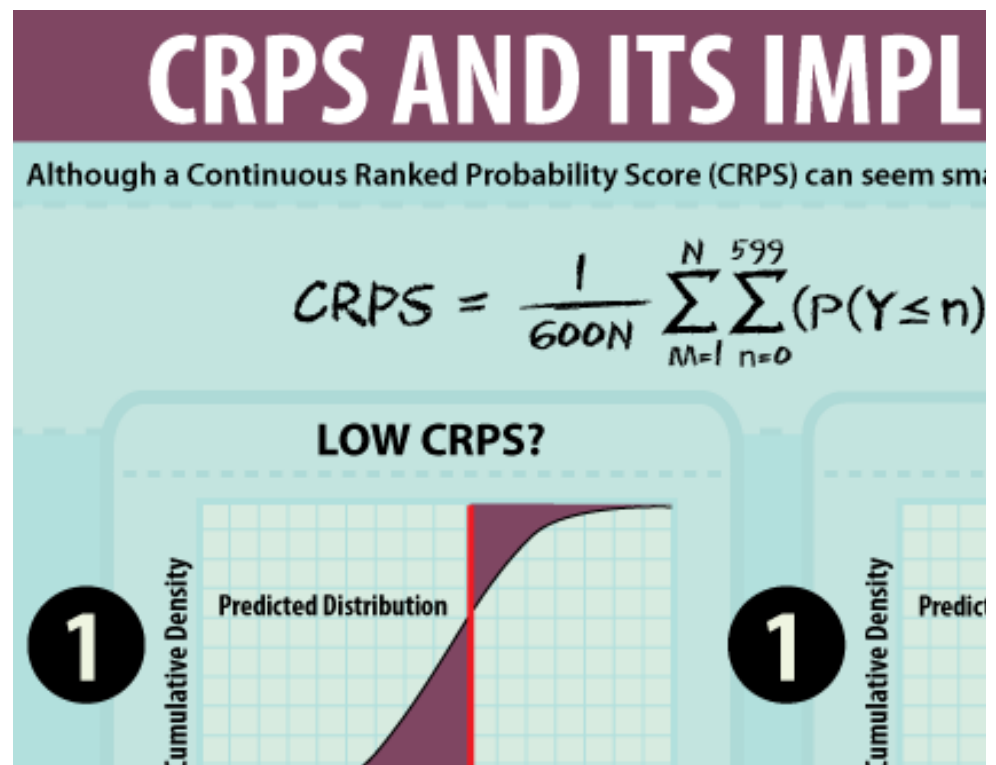 CRPS AND ITS IMPL
Although a Continuous Ranked Probability Score (CRPS) can seem sma
CRPS = 1/600N N∑M=1 599∑n=0 (P(Y≤n)
LOW CRPS?
1
Cumulative Density
Predicted Distribution
1
Cumulative Density
Predict